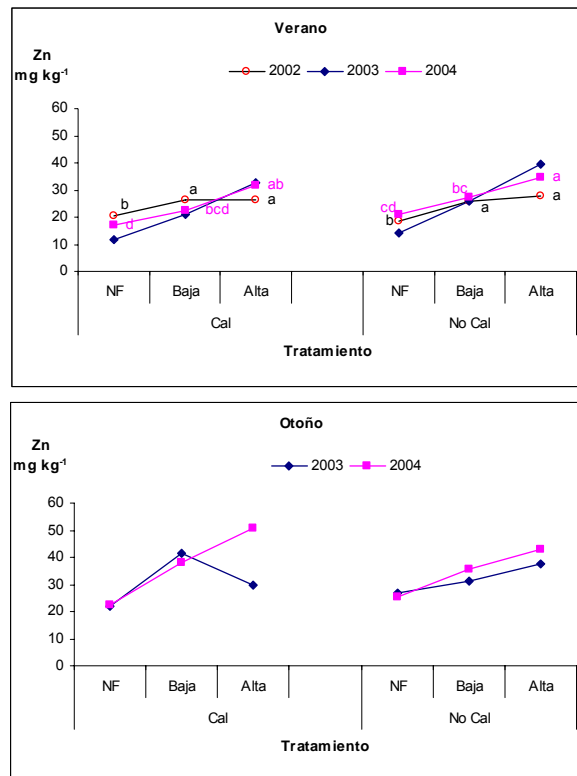 Verano
Zn
mg kg-1
2002 2003 2004
60
50
40
30
20
10
0
b a ab a
d bcd
cd bc a
b a a
NF Baja Alta NF Baja Alta
Cal No Cal
Tratamiento
Otoño
Zn
mg kg-1
2003 2004
60
50
40
30
20
10
0
NF Baja Alta NF Baja Alta
Cal No Cal
Tratamiento